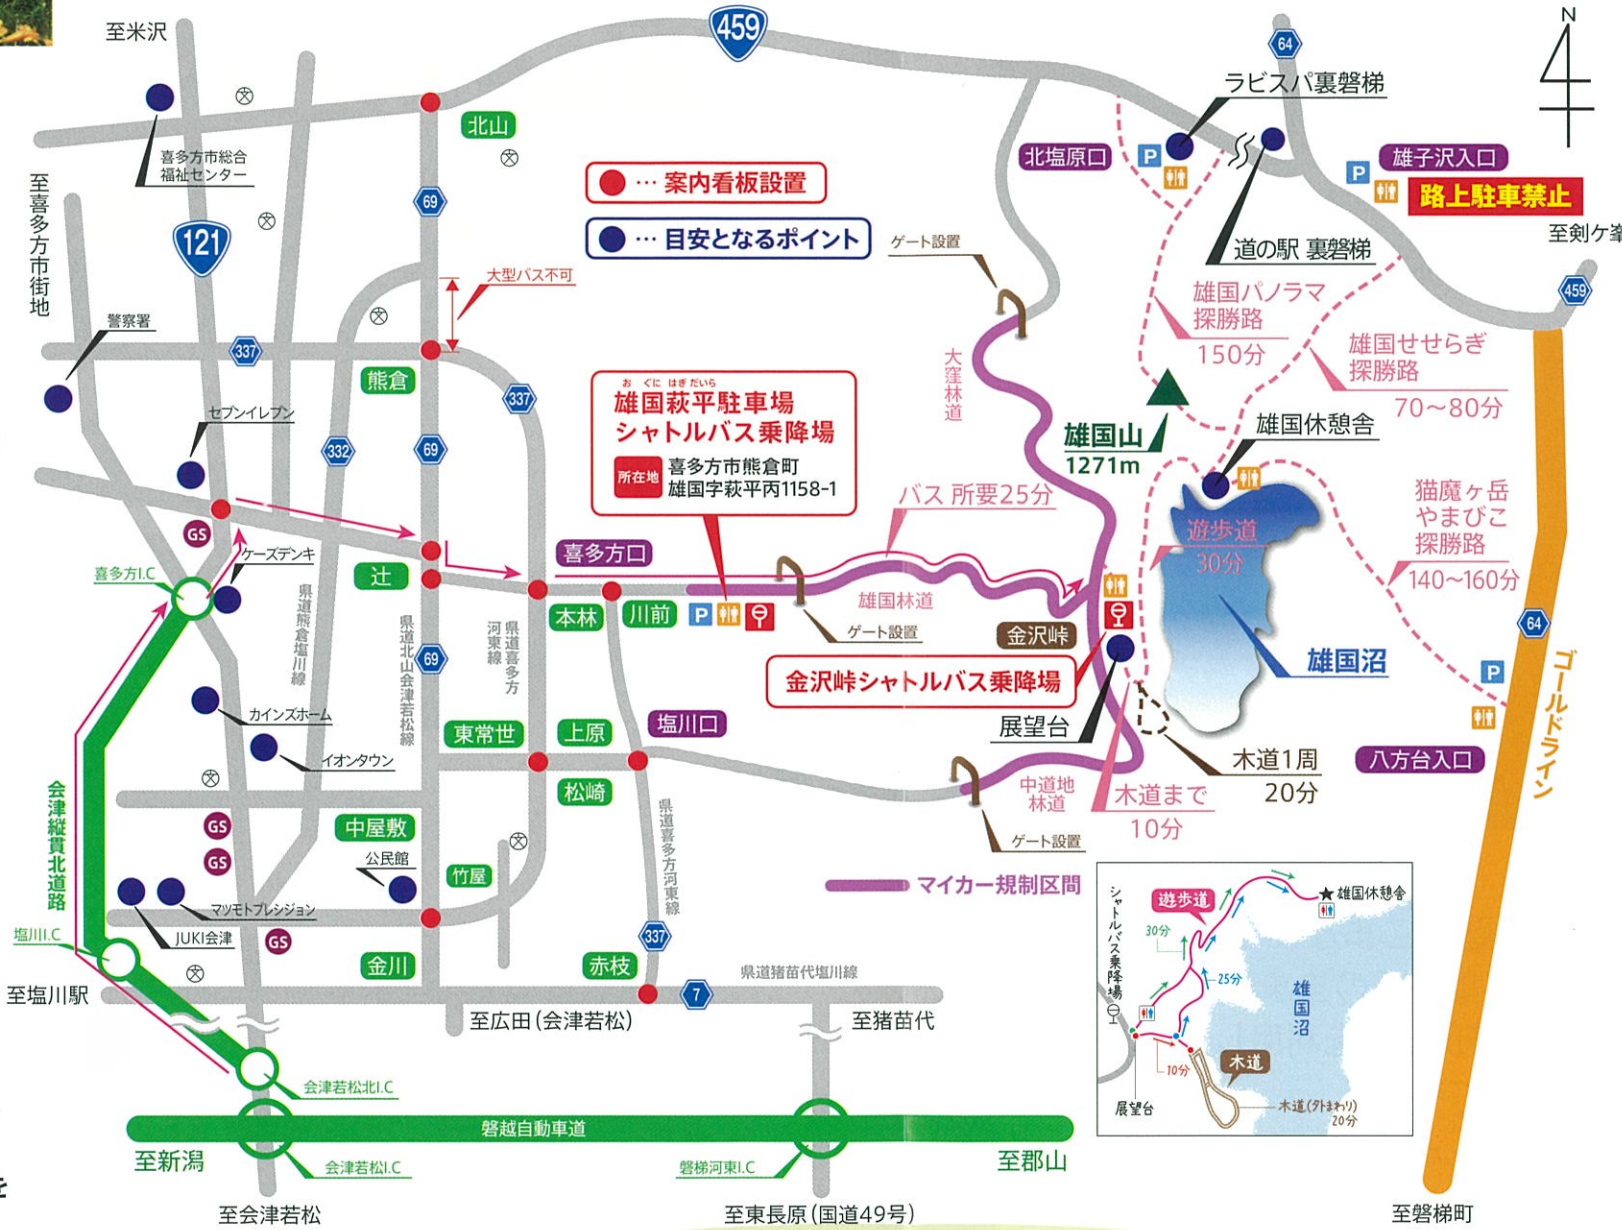 至米沢
459
64
N
ラビスパ裏磐梯
北山
喜多方市総合
福祉センター
北塩原口
P
P
雄子沢入口
路上駐車禁止
… 案内看板設置
至喜多方市街地
69
121
… 目安となるポイント
ゲート設置
道の駅 裏磐梯
至剣ケ峯
大型バス不可
459
雄国パノラマ
探勝路
150分
警察署
337
雄国せせらぎ
探勝路
70〜80分
大窪林道
熊倉
337
お ぐに はぎ だいら
雄国萩平駐車場
シャトルバス乗降場
所在地
喜多方市熊倉町
雄国字萩平丙1158-1
セブンイレブン
332
69
雄国山
1271m
雄国休憩舎
バス 所要25分
猫魔ヶ岳
やまびこ
探勝路
140〜160分
遊歩道
30分
GS
ケーズデンキ
喜多方I.C
喜多方口
辻
本林
川前
P
雄国林道
ゲート設置
金沢峠
64
県道熊倉塩川線
県道北山会津若松線
県道喜多方
河東線
69
雄国沼
金沢峠シャトルバス乗降場
P
ゴールドライン
カインズホーム
イオンタウン
東常世
上原
塩川口
展望台
木道1周
20分
八方台入口
松崎
中道地
林道
木道まで
10分
会津縦貫北道路
県道喜多方河東線
GS
GS
中屋敷
ゲート設置
公民館
竹屋
マイカー規制区間
マツモトプレシジョン
JUKI会津
GS
塩川I.C
337
金川
赤枝
至塩川駅
県道猪苗代塩川線
7
至広田(会津若松)
至猪苗代
シャトルバス乗降場
遊歩道
雄国休憩舎
30分
25分
雄国沼
10分
木道
展望台
木道(外まわり)
20分
会津若松北I.C
磐越自動車道
至新潟
会津若松I.C
磐梯河東I.C
至郡山
を
至会津若松
至東長原(国道49号)
至磐梯町